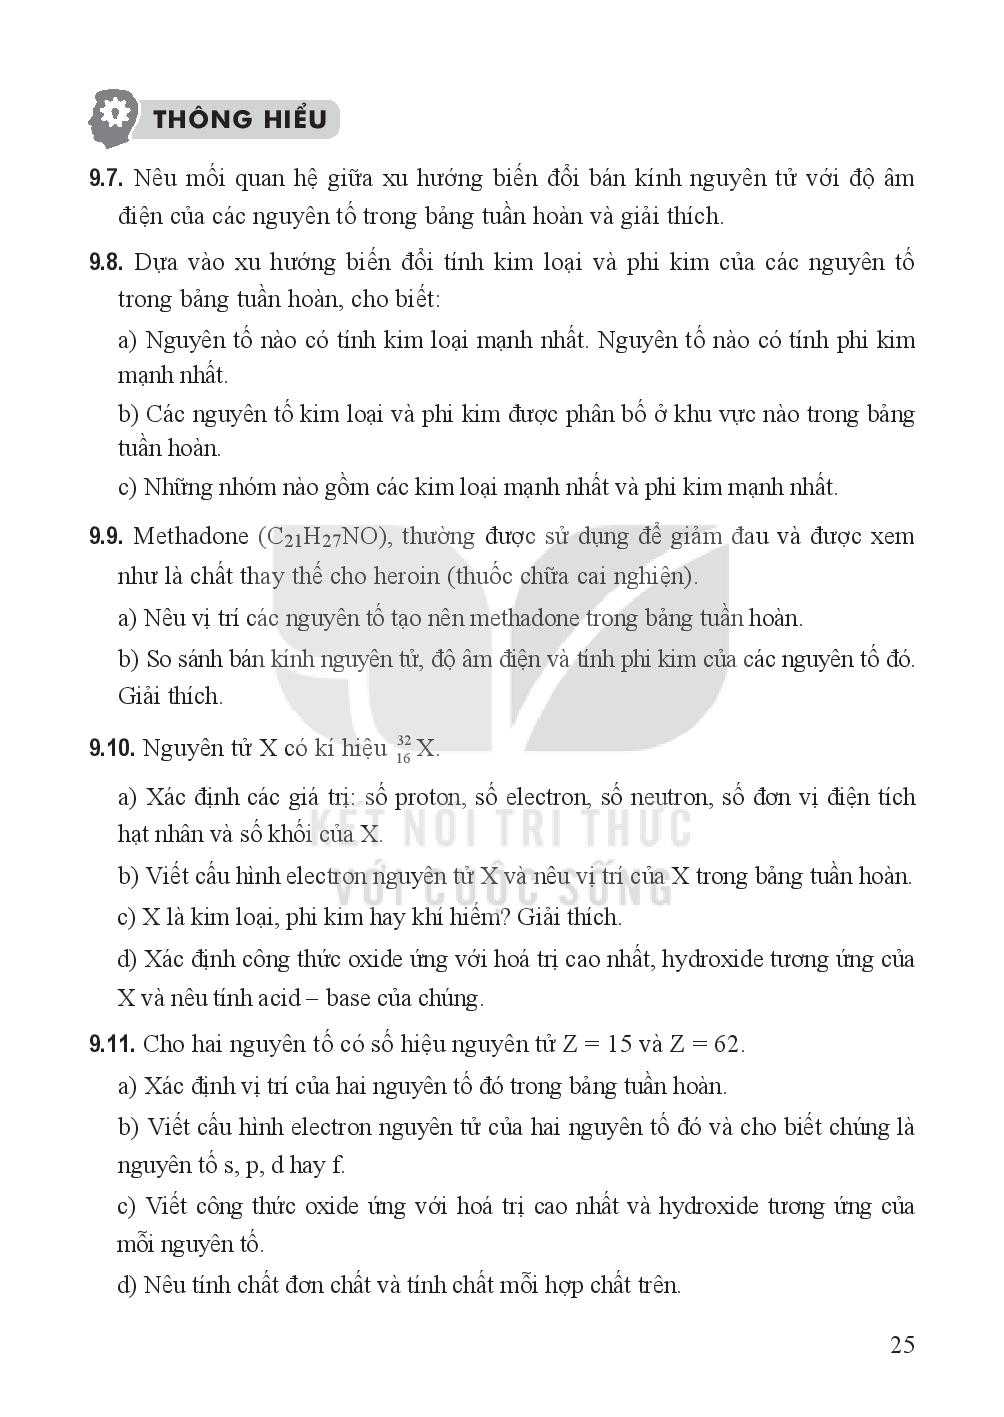 THÔNG HIỂU
9.7. Nêu mối quan hệ giữa xu hướng biến đổi bán kính nguyên tử với độ âm
điện của các nguyên tố trong bảng tuần hoàn và giải thích.
9.8. Dựa vào xu hướng biến đổi tính kim loại và phi kim của các nguyên tố
trong bảng tuần hoàn, cho biết:
a) Nguyên tố nào có tính kim loại mạnh nhất. Nguyên tố nào có tính phi kim
mạnh nhất.
b) Các nguyên tố kim loại và phi kim được phân bố ở khu vực nào trong bảng
tuần hoàn.
c) Những nhóm nào gồm các kim loại mạnh nhất và phi kim mạnh nhất.
9.9. Methadone (C₂₁H₂₇NO), thường được sử dụng để giảm đau và được xem
như là chất thay thế cho heroin (thuốc chữa cai nghiện).
a) Nêu vị trí các nguyên tố tạo nên methadone trong bảng tuần hoàn.
b) So sánh bán kính nguyên tử, độ âm điện và tính phi kim của các nguyên tố đó.
Giải thích.
9.10. Nguyên tử X có kí hiệu ³²₁₆X.
a) Xác định các giá trị: số proton, số electron, số neutron, số đơn vị điện tích
hạt nhân và số khối của X.
KẾT NỐI TRI THỨC
b) Viết cấu hình electron nguyên tử X và nêu vị trí của X trong bảng tuần hoàn.
VỚI CUỘC SỐNG
c) X là kim loại, phi kim hay khí hiếm? Giải thích.
d) Xác định công thức oxide ứng với hoá trị cao nhất, hydroxide tương ứng của
X và nêu tính acid – base của chúng.
9.11. Cho hai nguyên tố có số hiệu nguyên tử Z = 15 và Z = 62.
a) Xác định vị trí của hai nguyên tố đó trong bảng tuần hoàn.
b) Viết cấu hình electron nguyên tử của hai nguyên tố đó và cho biết chúng là
nguyên tố s, p, d hay f.
c) Viết công thức oxide ứng với hoá trị cao nhất và hydroxide tương ứng của
mỗi nguyên tố.
d) Nêu tính chất đơn chất và tính chất mỗi hợp chất trên.
25